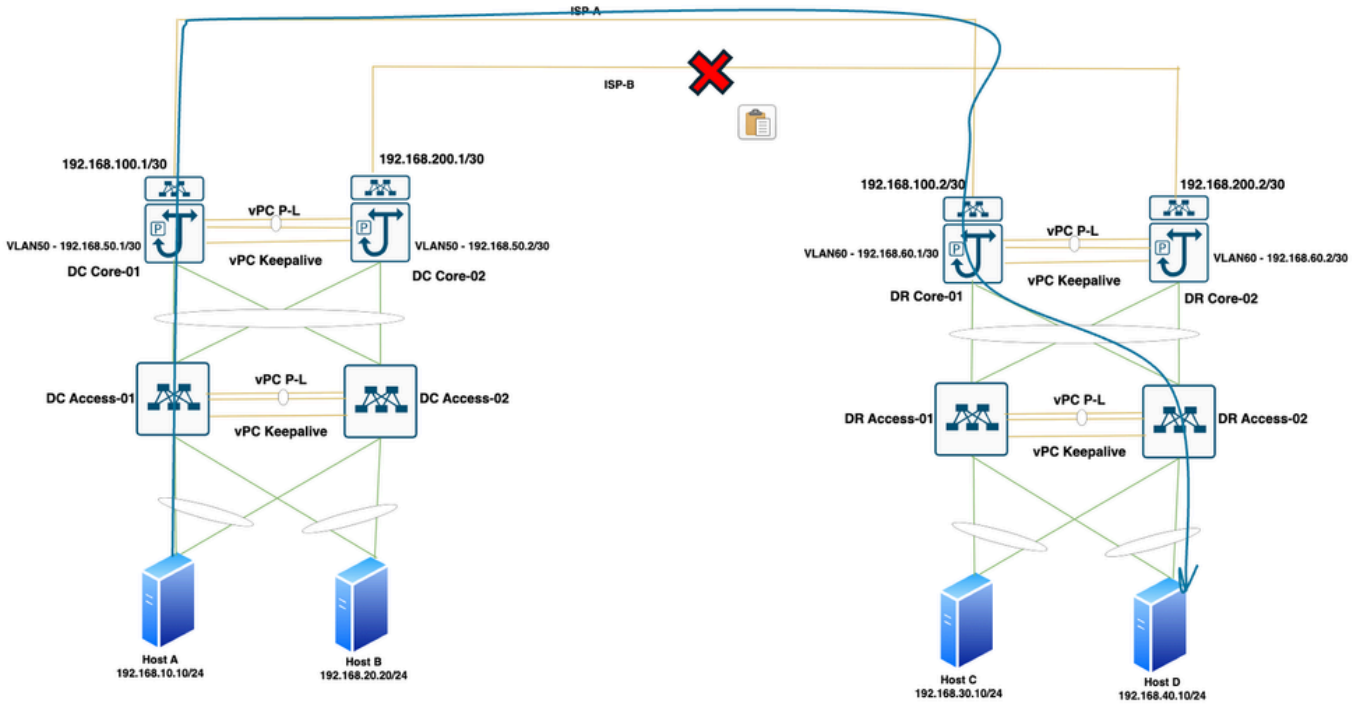 ISP-A
ISP-B
192.168.100.1/30
192.168.200.1/30
192.168.100.2/30
192.168.200.2/30
vPC P-L
P
P
VLAN50 - 192.168.50.1/30
VLAN50 - 192.168.50.2/30
vPC Keepalive
DC Core-01
DC Core-02
vPC P-L
P
P
VLAN60 - 192.168.60.1/30
VLAN60 - 192.168.60.2/30
vPC Keepalive
DR Core-01
DR Core-02
vPC P-L
DC Access-01
DC Access-02
vPC Keepalive
vPC P-L
DR Access-01
DR Access-02
vPC Keepalive
Host A
192.168.10.10/24
Host B
192.168.20.20/24
Host C
192.168.30.10/24
Host D
192.168.40.10/24